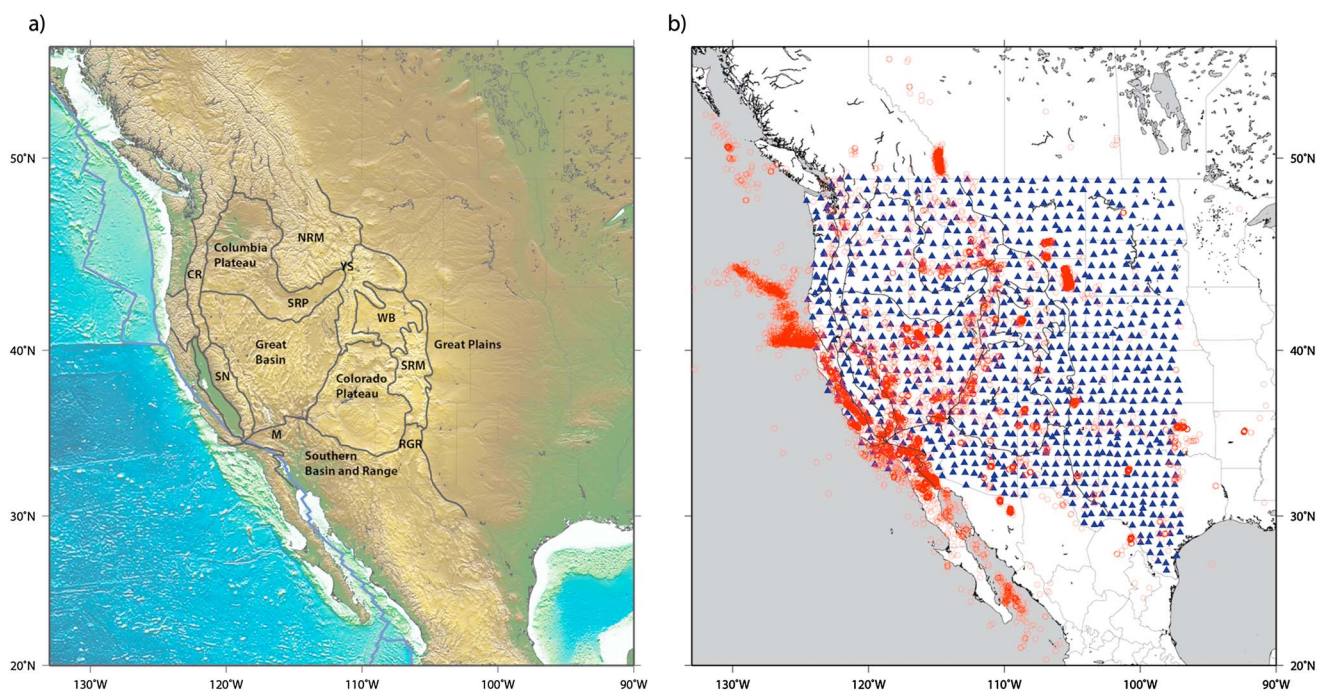 a)
50°N
40°N
30°N
20°N
130°W
120°W
110°W
100°W
90°W
NRM
Columbia
Plateau
CR
YS
SRP
WB
Great
Basin
Great Plains
SRM
SN
Colorado
Plateau
M
RGR
Southern
Basin and Range
b)
50°N
40°N
30°N
20°N
130°W
120°W
110°W
100°W
90°W